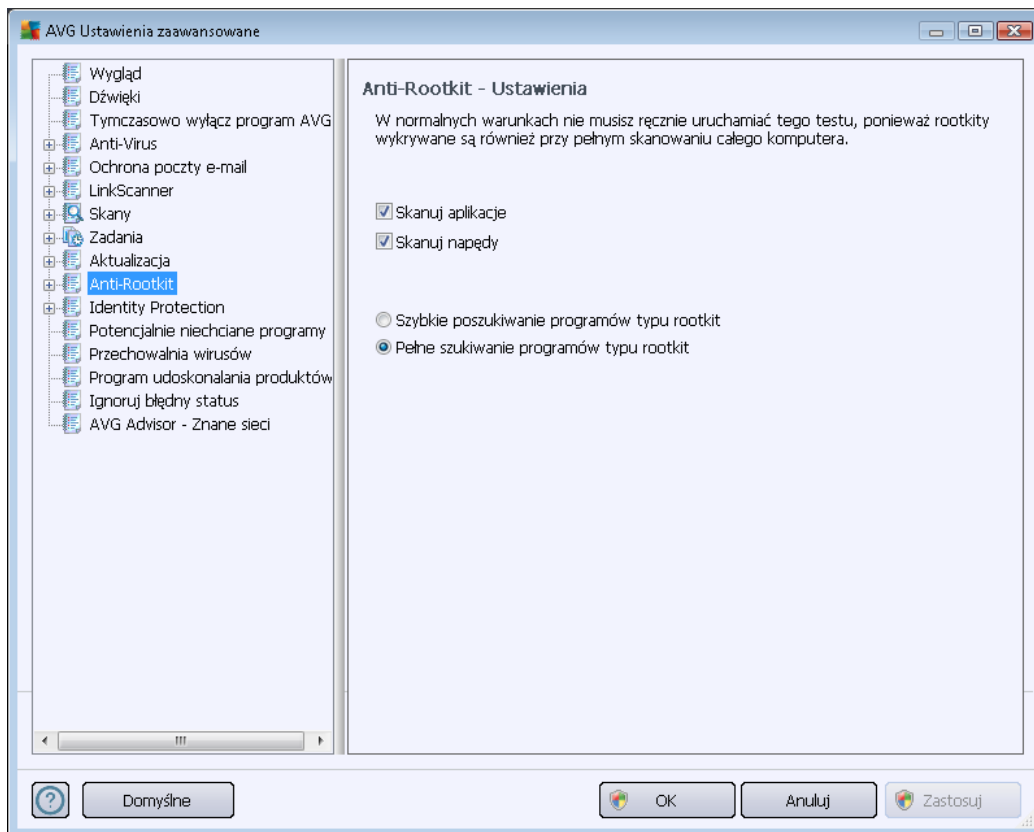 AVG Ustawienia zaawansowane
Wygląd
Dźwięki
Tymczasowo wyłącz program AVG
Anti-Virus
Ochrona poczty e-mail
LinkScanner
Skany
Zadania
Aktualizacja
Anti-Rootkit
Identity Protection
Potencjalnie niechciane programy
Przechowalnia wirusów
Program udoskonalania produktów
Ignoruj błędny status
AVG Advisor - Znane sieci
Anti-Rootkit - Ustawienia
W normalnych warunkach nie musisz ręcznie uruchamiać tego testu, ponieważ rootkity
wykrywane są również przy pełnym skanowaniu całego komputera.
Skanuj aplikacje
Skanuj napędy
Szybkie poszukiwanie programów typu rootkit
Pełne szukiwanie programów typu rootkit
Domyślne
OK
Anuluj
Zastosuj